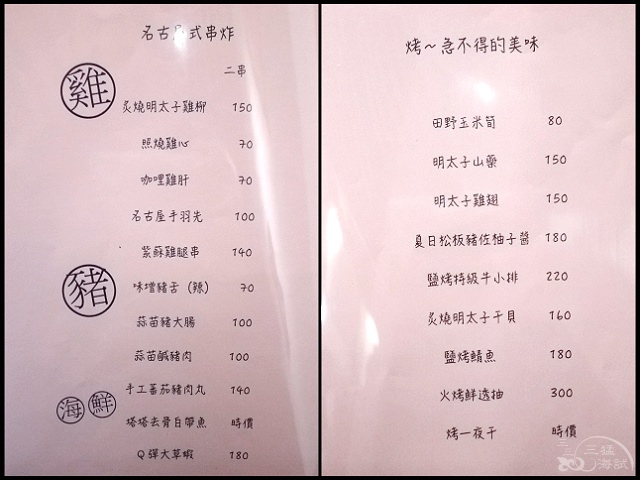 名古屋式串炸
二串
雞
炙燒明太子雞柳 150
照燒雞心 70
咖哩雞肝 70
名古屋手羽先 100
紫蘇雞腿串 140
豬
味增豬舌(辣) 70
蒜苗豬大腸 100
蒜苗鹹豬肉 100
手工蕃茄豬肉丸 140
海鮮
塔塔去骨白帶魚 時價
Q彈大草蝦 180
烤~急不得的美味
田野玉米筍 80
明太子山藥 150
明太子雞翅 150
夏日松板豬佐柚子醬 180
鹽烤特級牛小排 220
炙燒明太子干貝 160
鹽烤鯖魚 180
火烤鮮透抽 300
烤一夜干 時價
三艋
海試